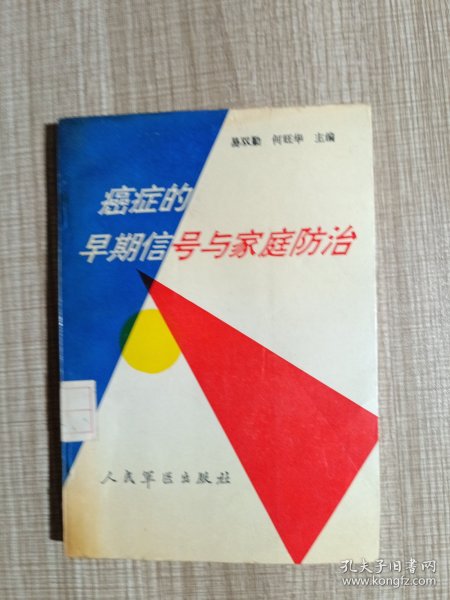 易双勤 何旺华 主编
癌症的
早期信号与家庭防治
人民军医出版社
孔夫子旧书网
www.kongfz.com